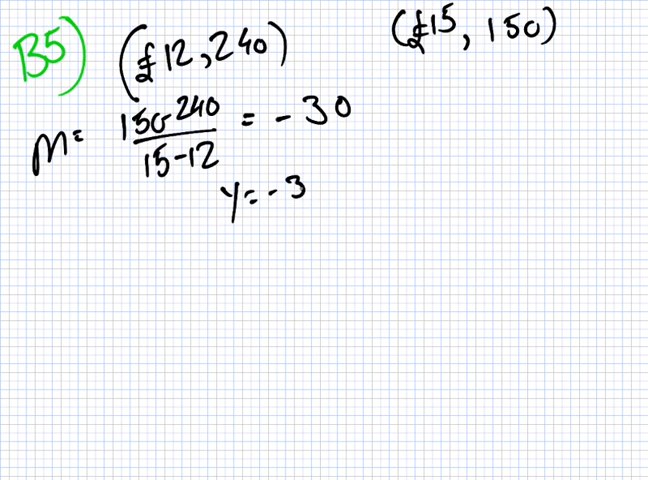 B5) (£12, 240) (£15, 150)
M = 150-240 / 15-12 = -30
y = -3